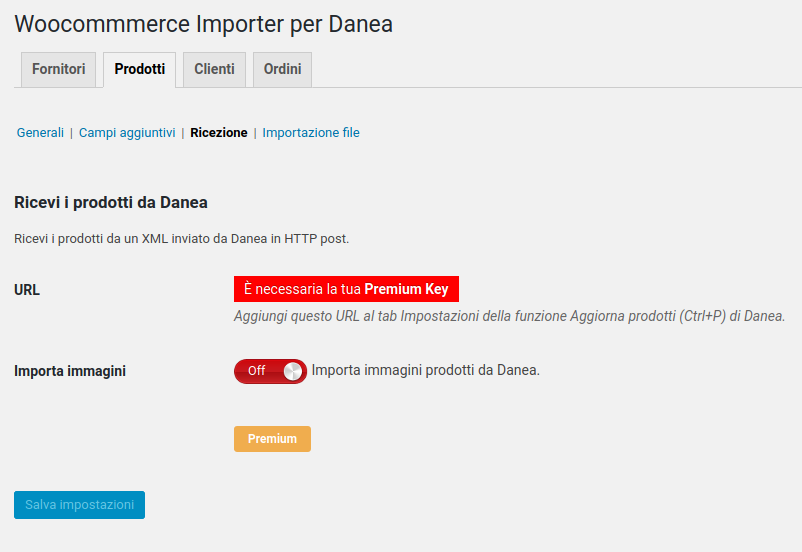 Woocommmerce Importer per Danea
Fornitori Prodotti Clienti Ordini
Generali | Campi aggiuntivi | Ricezione | Importazione file
Ricevi i prodotti da Danea
Ricevi i prodotti da un XML inviato da Danea in HTTP post.
URL È necessaria la tua Premium Key
Aggiungi questo URL al tab Impostazioni della funzione Aggiorna prodotti (Ctrl+P) di Danea.
Importa immagini Off Importa immagini prodotti da Danea.
Premium
Salva impostazioni